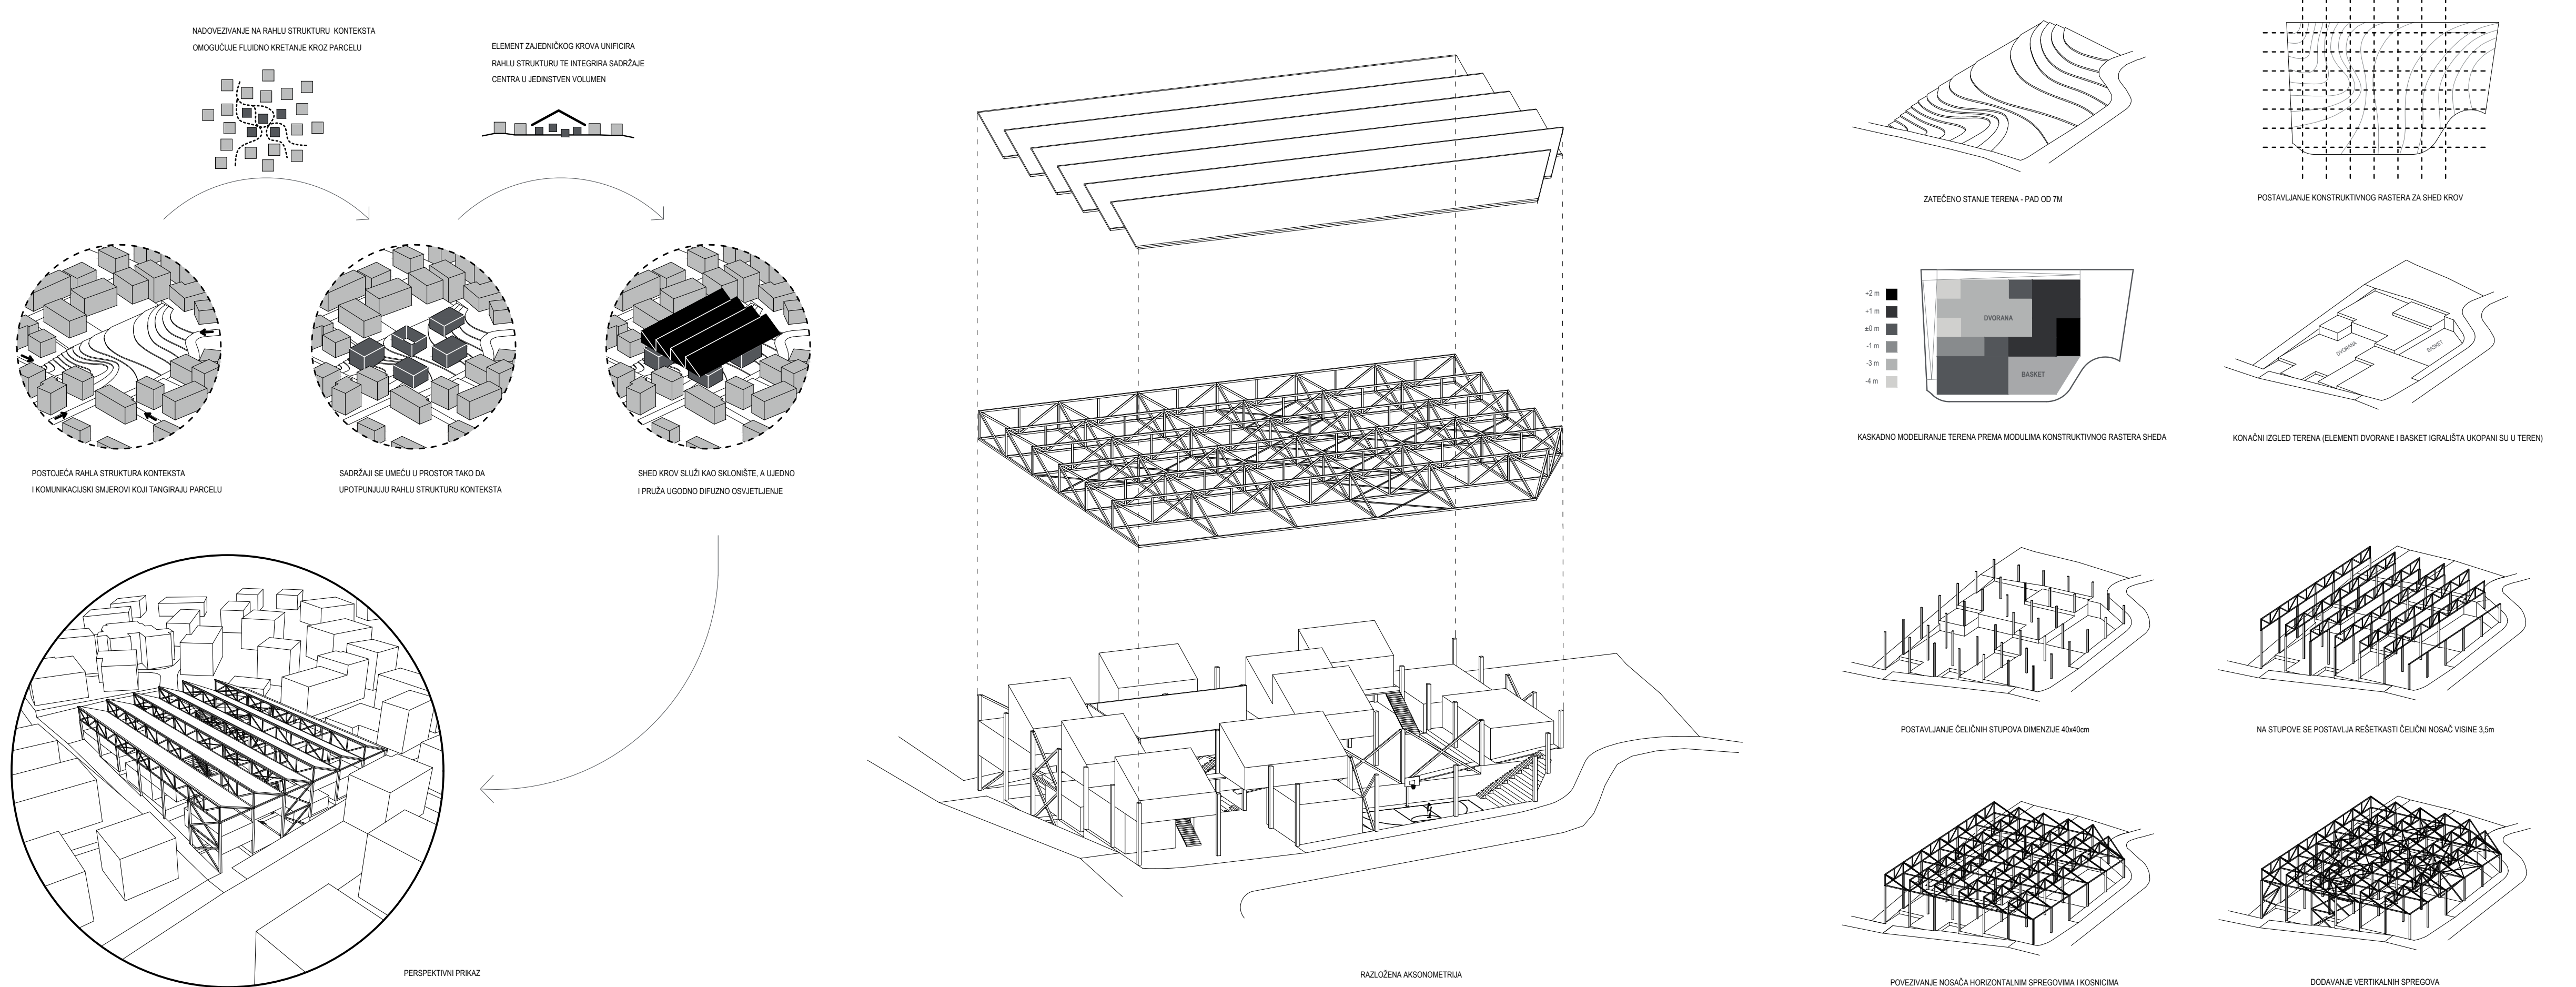 NADOVEZIVANJE NA RAHLU STRUKTURU KONTEKSTA
OMOGUĆUJE FLUIDNO KRETANJE KROZ PARCELU
ELEMENT ZAJEDNIČKOG KROVA UNIFICIRA
RAHLU STRUKTURU TE INTEGRIRA SADRŽAJE
CENTRA U JEDINSTVEN VOLUMEN
POSTOJEĆA RAHLA STRUKTURA KONTEKSTA
I KOMUNIKACIJSKI SMJEROVI KOJI TANGIRAJU PARCELU
SADRŽAJI SE UMEĆU U PROSTOR TAKO DA
UPOTPUNJUJU RAHLU STRUKTURU KONTEKSTA
SHED KROV SLUŽI KAO SKLONIŠTE, A UJEDNO
I PRUŽA UGODNO DIFUZNO OSVJETLJENJE
PERSPEKTIVNI PRIKAZ
RAZLOŽENA AKSONOMETRIJA
ZATEČENO STANJE TERENA - PAD OD 7M
POSTAVLJANJE KONSTRUKTIVNOG RASTERA ZA SHED KROV
+2 m
+1 m
±0 m
-1 m
-3 m
-4 m
DVORANA
BASKET
KASKADNO MODELIRANJE TERENA PREMA MODULIMA KONSTRUKTIVNOG RASTERA SHEDA
DVORANA
BASKET
KONAČNI IZGLED TERENA (ELEMENTI DVORANE I BASKET IGRALIŠTA UKOPANI SU U TEREN)
POSTAVLJANJE ČELIČNIH STUPOVA DIMENZIJE 40x40cm
NA STUPOVE SE POSTAVLJA REŠETKASTI ČELIČNI NOSAČ VISINE 3,5m
POVEZIVANJE NOSAČA HORIZONTALNIM SPREGOVIMA I KOSNICIMA
DODAVANJE VERTIKALNIH SPREGOVA